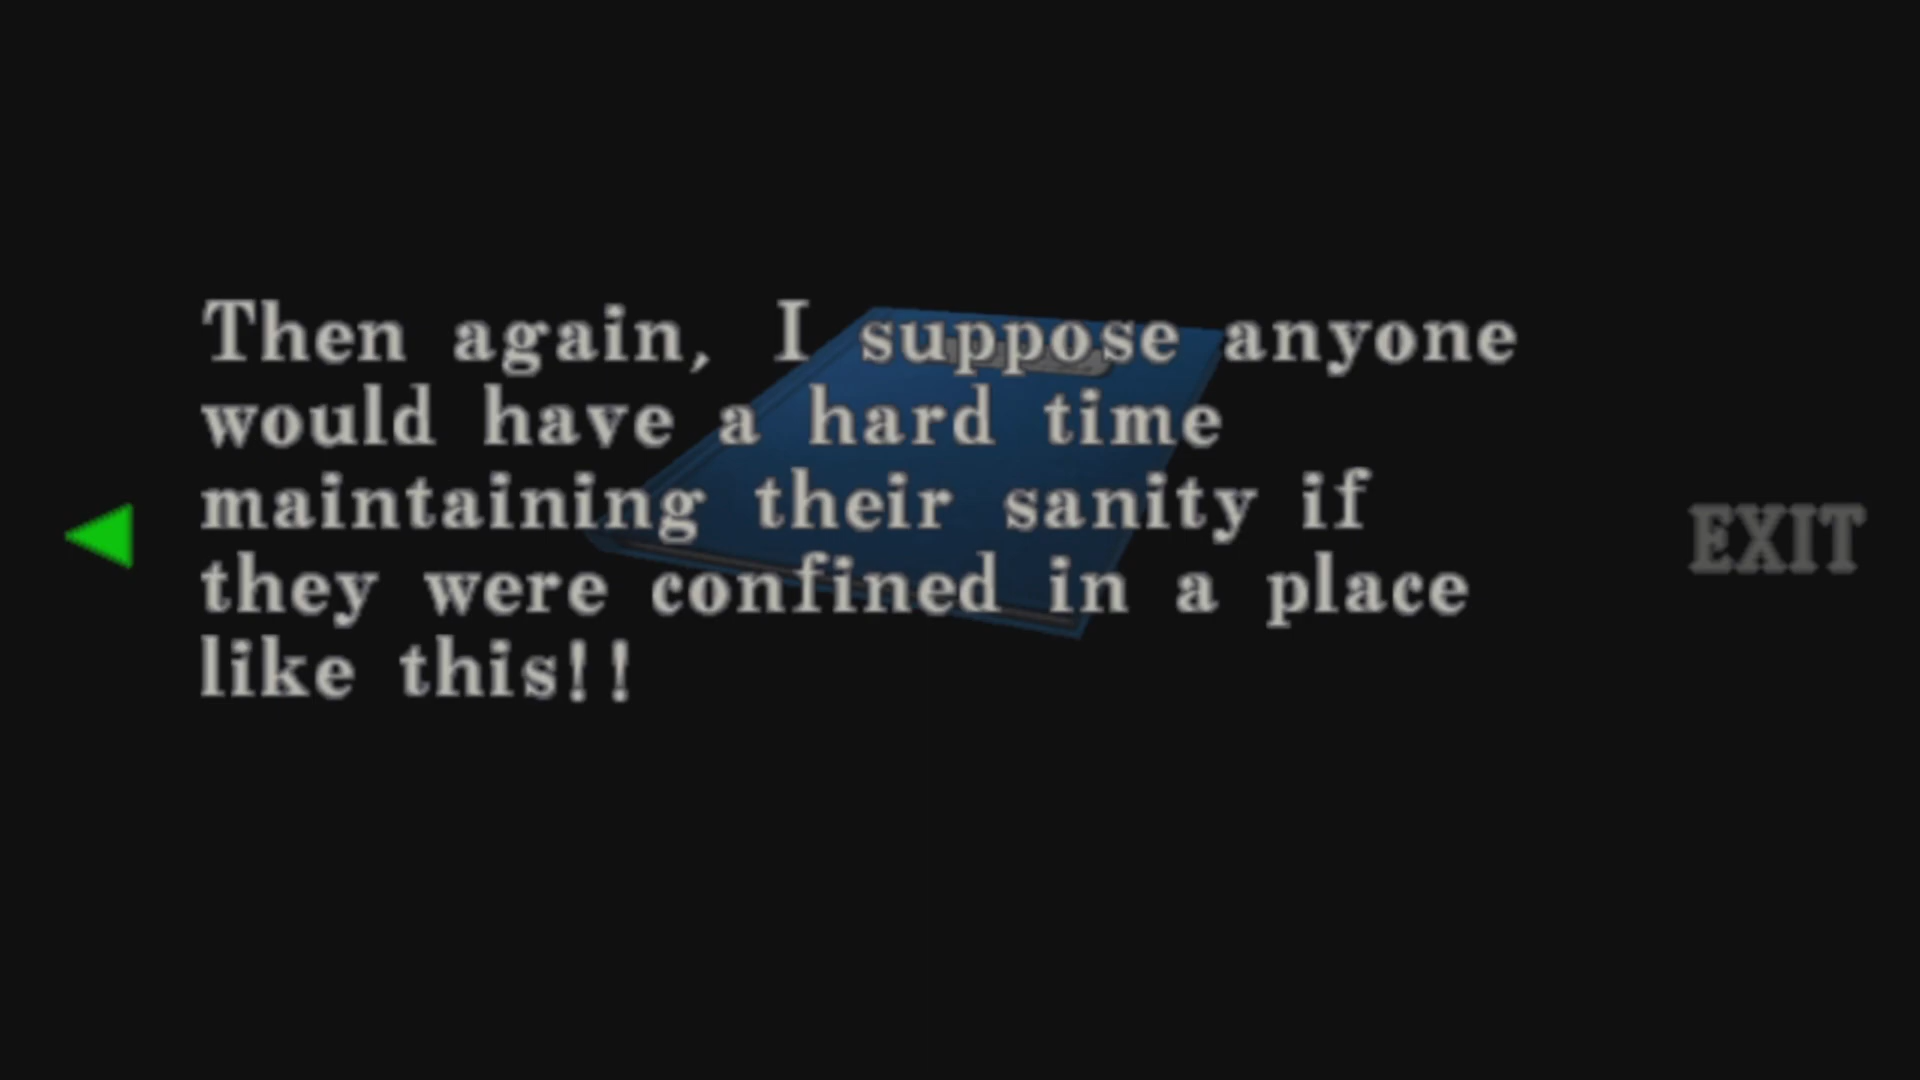 Then again, I suppose anyone
would have a hard time
maintaining their sanity if
they were confined in a place
like this!!
EXIT